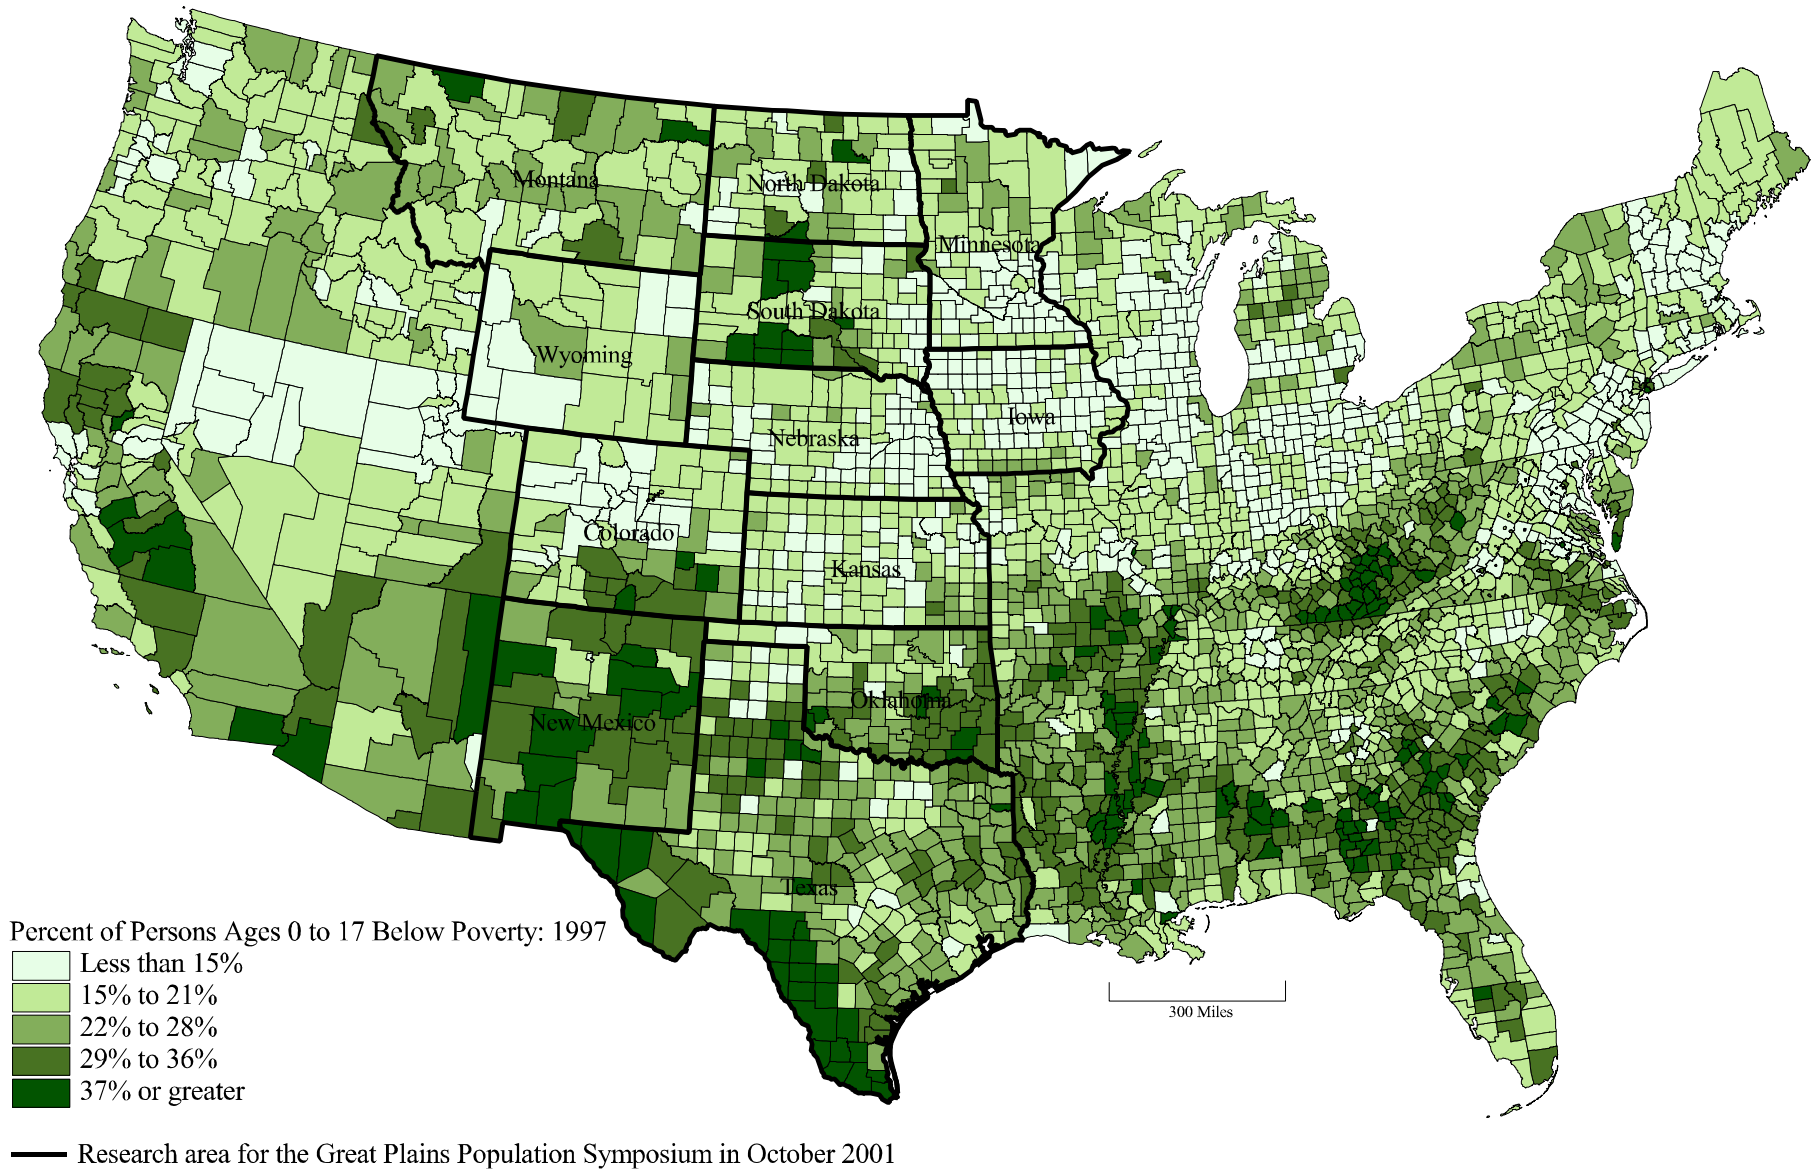 Montana
North Dakota
Minnesota
South Dakota
Wyoming
Iowa
Nebraska
Colorado
Kansas
Oklahoma
New Mexico
Texas
Percent of Persons Ages 0 to 17 Below Poverty: 1997
Less than 15%
15% to 21%
22% to 28%
29% to 36%
37% or greater
300 Miles
Research area for the Great Plains Population Symposium in October 2001